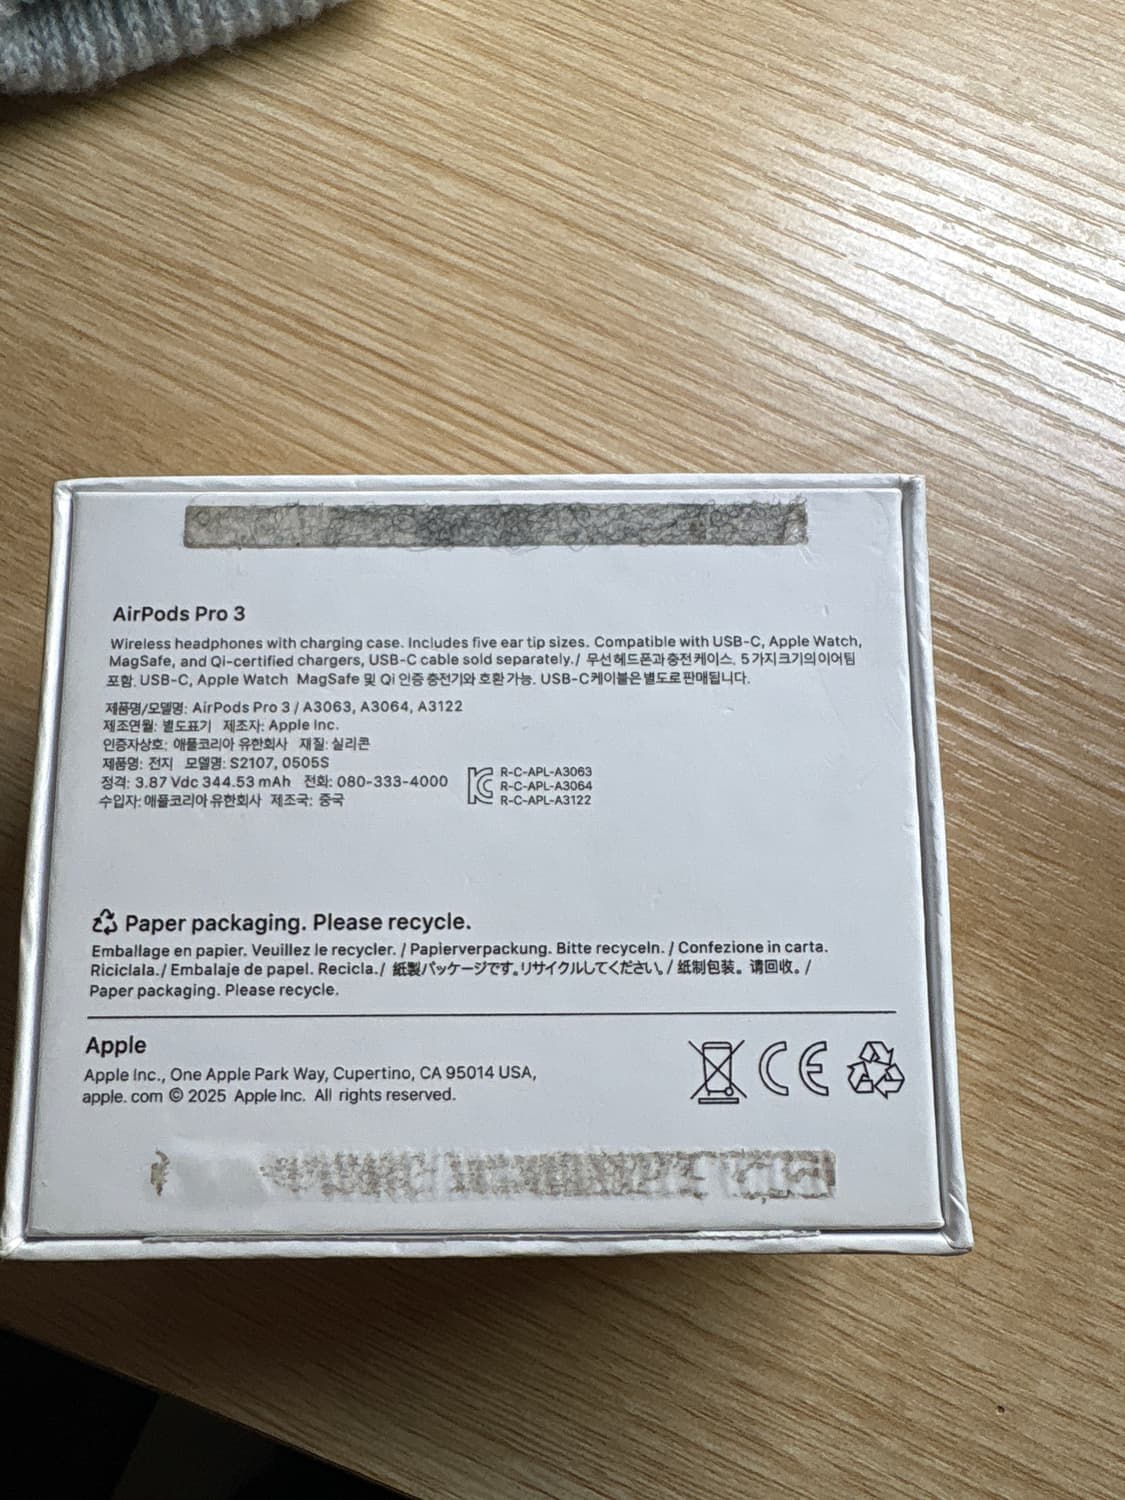 AirPods Pro 3
Wireless headphones with charging case. Includes five ear tip sizes. Compatible with USB-C, Apple Watch,
MagSafe, and Qi-certified chargers, USB-C cable sold separately./ 무선 헤드폰과 충전 케이스. 5 가지 크기의 이어팁
포함. USB-C, Apple Watch MagSafe 및 Qi 인증 충전기와 호환 가능. USB-C 케이블은 별도로 판매됩니다.
제품명/모델명: AirPods Pro 3 / A3063, A3064, A3122
제조연월: 별도표기 제조자: Apple Inc.
인증자상호: 애플코리아 유한회사 재질: 실리콘
제품명: 전지 모델명: S2107, 0505S
정격: 3.87 Vdc 344.53 mAh 전화: 080-333-4000
수입자: 애플코리아 유한회사 제조국: 중국
R-C-APL-A3063
R-C-APL-A3064
R-C-APL-A3122
Paper packaging. Please recycle.
Emballage en papier. Veuillez le recycler. / Papierverpackung. Bitte recyceln. / Confezione in carta.
Riciclala. / Embalaje de papel. Recicla. / 紙製パッケージです。リサイクルしてください。 / 纸制包装。请回收。 /
Paper packaging. Please recycle.
Apple
Apple Inc., One Apple Park Way, Cupertino, CA 95014 USA,
apple. com © 2025 Apple Inc. All rights reserved.
CE